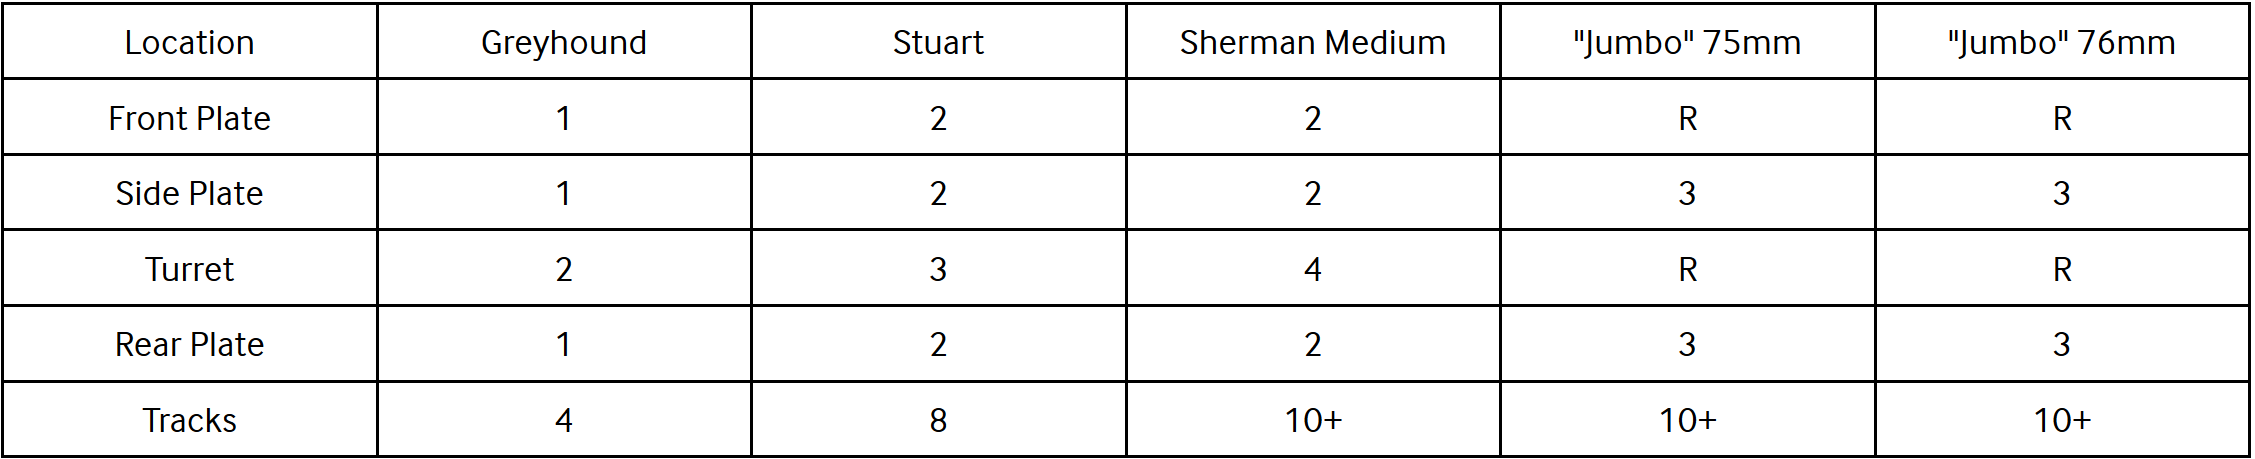 Location Greyhound Stuart Sherman Medium "Jumbo" 75mm "Jumbo" 76mm
Front Plate 1 2 2 R R
Side Plate 1 2 2 3 3
Turret 2 3 4 R R
Rear Plate 1 2 2 3 3
Tracks 4 8 10+ 10+ 10+